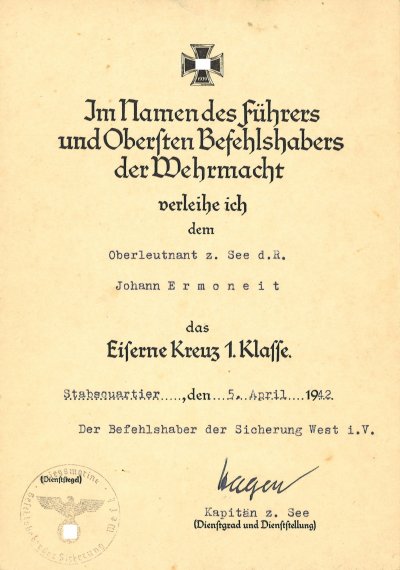 1939
Im Namen des Führers
und Obersten Befehlshabers
der Wehrmacht
verleihe ich
dem
Oberleutnant z. See d.R.
Johann Ermoneit
das
Eiserne Kreuz 1. Klasse.
Stabsquartier, den 5. April 1942
Der Befehlshaber der Sicherung West i.V.
(Dienstsiegel)
Kapitän z. See
(Dienstgrad und Dienststellung)